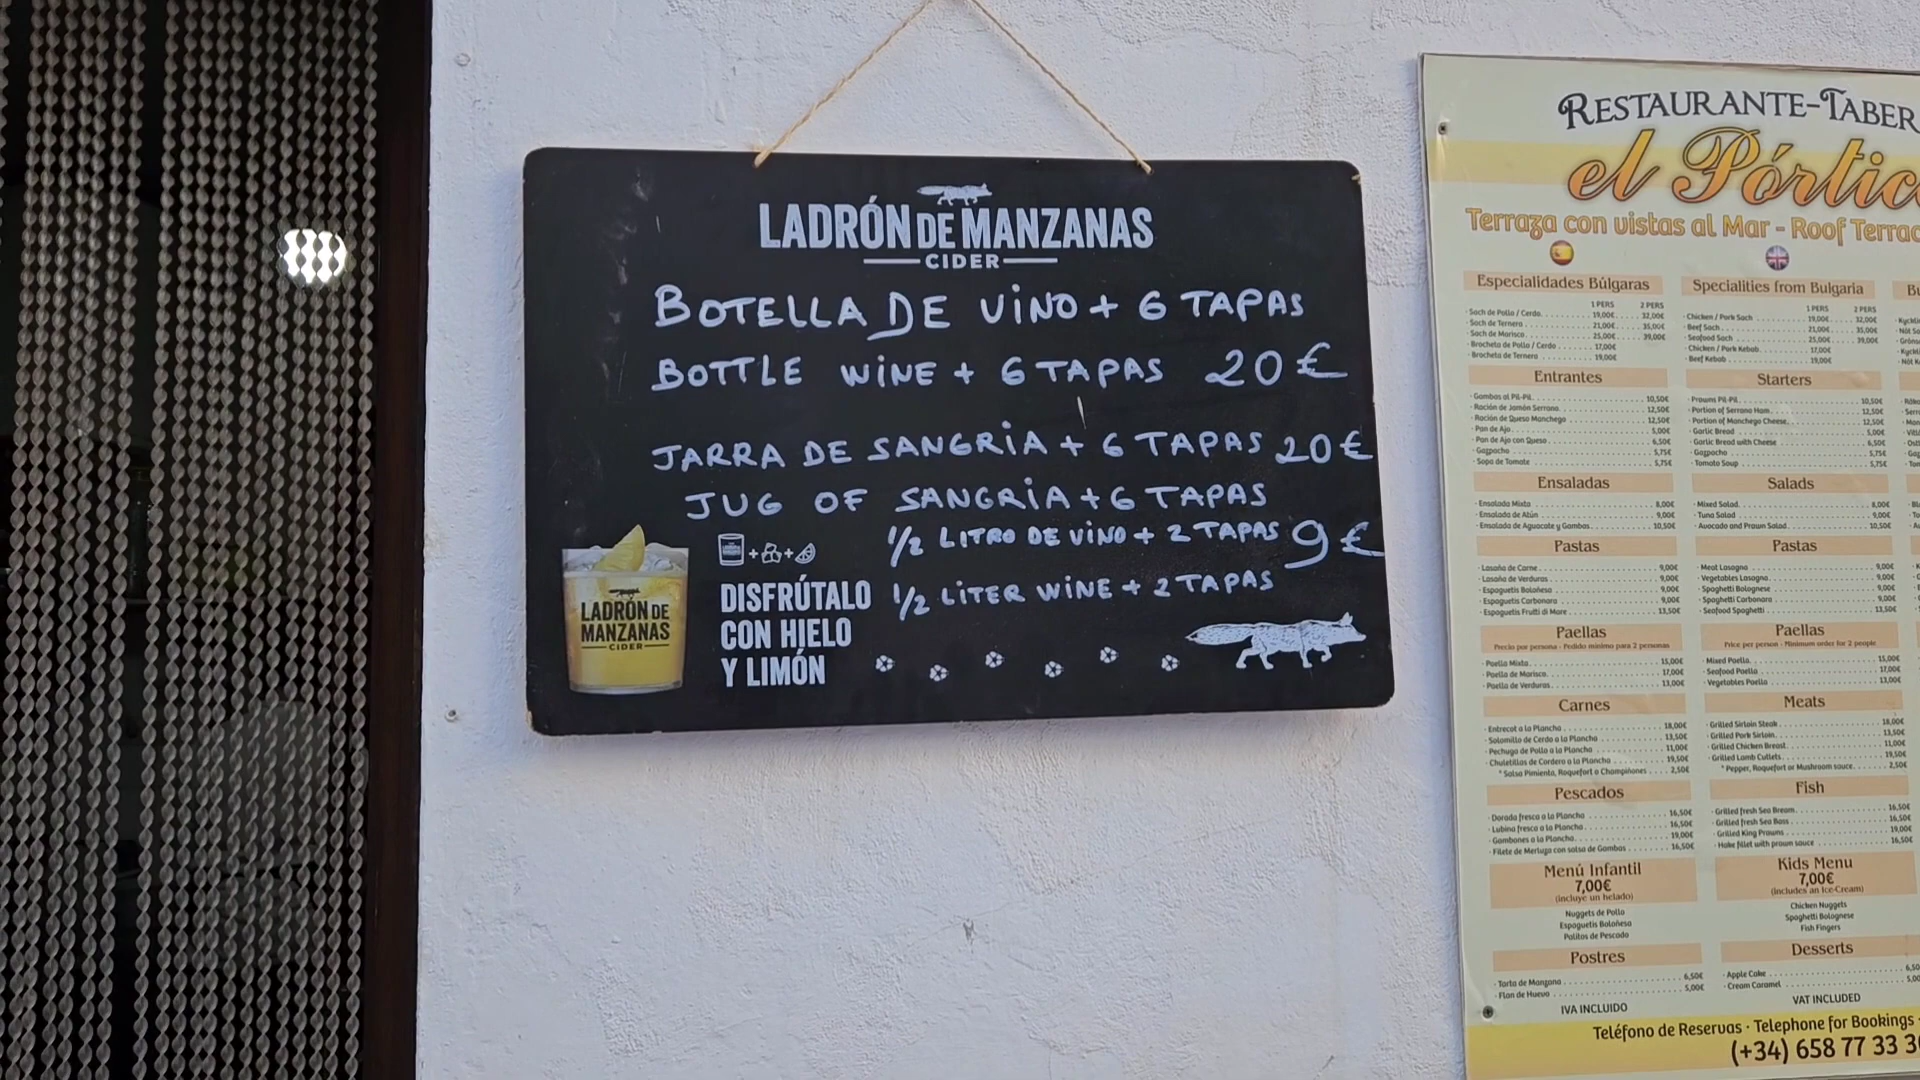 LADRÓN DE MANZANAS
CIDER
BOTELLA DE VINO + 6 TAPAS
BOTTLE WINE + 6 TAPAS 20€
JARRA DE SANGRIA + 6 TAPAS 20€
JUG OF SANGRIA + 6 TAPAS
1/2 LITRO DE VINO + 2 TAPAS 9€
1/2 LITER WINE + 2 TAPAS
DISFRÚTALO
CON HIELO
Y LIMÓN
LADRÓN DE
MANZANAS
CIDER
RESTAURANTE-TABER
el Pórtic
Terraza con vistas al Mar - Roof Terrac
Especialidades Búlgaras
1 PERS 2 PERS
Sach de Pollo / Cerdo 19,00€ 32,00€
Sach de Ternera 21,00€ 35,00€
Sach de Marisco 25,00€ 39,00€
Brocheta de Pollo / Cerdo 17,00€
Brocheta de Ternera 19,00€
Entrantes
Gambas al Pil-Pil 10,50€
Ración de Jamón Serrano 12,50€
Ración de Queso Manchego 12,50€
Pan de Ajo 5,00€
Pan de Ajo con Queso 6,50€
Gazpacho 5,75€
Sopa de Tomate 5,75€
Ensaladas
Ensalada Mixta 8,00€
Ensalada de Atún 9,00€
Ensalada de Aguacate y Gambas 10,50€
Pastas
Lasaña de Carne 9,00€
Lasaña de Verduras 9,00€
Espaguetis Boloñesa 9,00€
Espaguetis Carbonara 9,00€
Espaguetis Frutti di Mare 13,50€
Paellas
Precio por persona - Pedido mínimo para 2 personas
Paella Mixta 15,00€
Paella de Marisco 17,00€
Paella de Verduras 13,00€
Carnes
Entrecot a la Plancha 18,00€
Solomillo de Cerdo a la Plancha 13,50€
Pechuga de Pollo a la Plancha 11,00€
Chuletillas de Cordero a la Plancha 19,50€
* Salsa Pimienta, Roquefort o Champiñones 2,50€
Pescados
Dorada fresca a la Plancha 16,50€
Lubina fresca a la Plancha 16,50€
Gambones a la Plancha 19,00€
Filete de Merluza con salsa de Gambas 16,50€
Menú Infantil
7,00€
(incluye un helado)
Nuggets de Pollo
Espaguetis Boloñesa
Palitos de Pescado
Postres
Tarta de Manzana 6,50€
Flan de Huevo 5,00€
IVA INCLUIDO
Specialities from Bulgaria
1 PERS 2 PERS
Chicken / Pork Sach 19,00€ 32,00€
Beef Sach 21,00€ 35,00€
Seafood Sach 25,00€ 39,00€
Chicken / Pork Kebab 17,00€
Beef Kebab 19,00€
Starters
Prawns Pil-Pil 10,50€
Portion of Serrano Ham 12,50€
Portion of Manchego Cheese 12,50€
Garlic Bread 5,00€
Garlic Bread with Cheese 6,50€
Gazpacho 5,75€
Tomato Soup 5,75€
Salads
Mixed Salad 8,00€
Tuna Salad 9,00€
Avocado and Prawn Salad 10,50€
Pastas
Meat Lasagna 9,00€
Vegetables Lasagna 9,00€
Spaghetti Bolognese 9,00€
Spaghetti Carbonara 9,00€
Seafood Spaghetti 13,50€
Paellas
Price per person - Minimum order for 2 people
Mixed Paella 15,00€
Seafood Paella 17,00€
Vegetables Paella 13,00€
Meats
Grilled Sirloin Steak 18,00€
Grilled Pork Sirloin 13,50€
Grilled Chicken Breast 11,00€
Grilled Lamb Cutlets 19,50€
* Pepper, Roquefort or Mushroom sauce 2,50€
Fish
Grilled fresh Sea Bream 16,50€
Grilled fresh Sea Bass 16,50€
Grilled King Prawns 19,00€
Hake fillet with prawn sauce 16,50€
Kids Menu
7,00€
(includes an Ice-Cream)
Chicken Nuggets
Spaghetti Bolognese
Fish Fingers
Desserts
Apple Cake 6,50
Cream Caramel 5,00
VAT INCLUDED
Teléfono de Reservas · Telephone for Bookings
(+34) 658 77 33 3